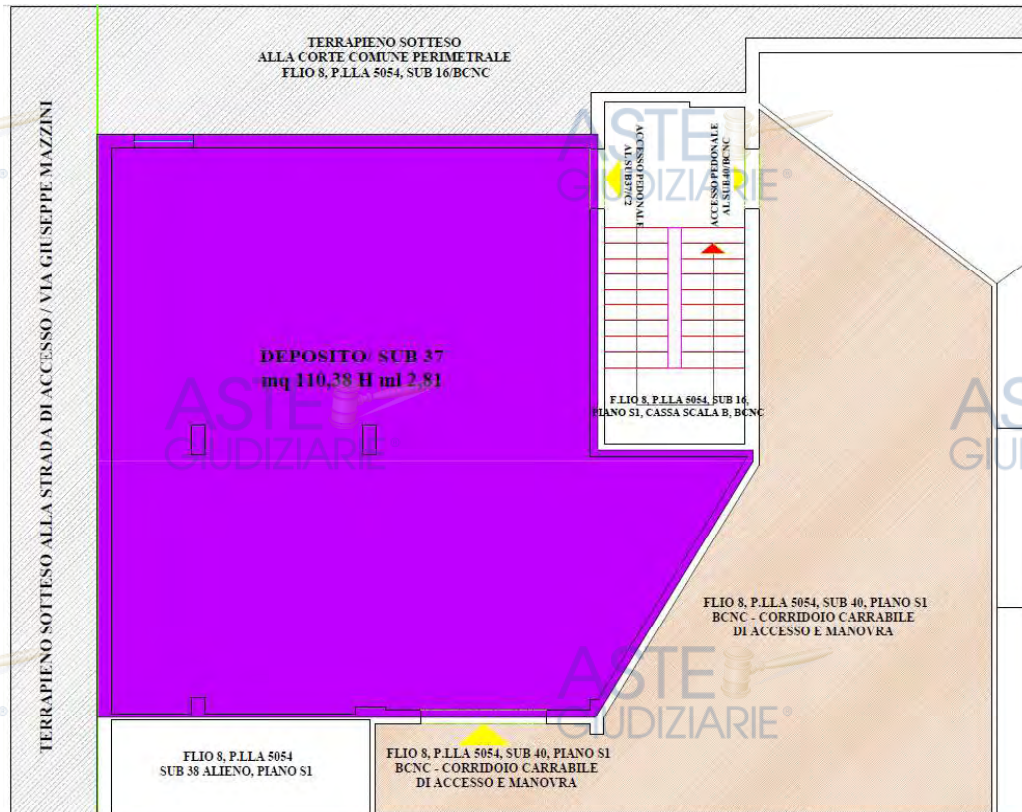 TERRAPIENO SOTTESO
ALLA CORTE COMUNE PERIMETRALE
FLIO 8, P.LLA 5054, SUB 16/BCNC
TERRAPIENO SOTTESO ALLA STRADA DI ACCESSO / VIA GIUSEPPE MAZZINI
ACCESSO PEDONALE
AL SUB37/C2
ACCESSO PEDONALE
AL SUB 40/BCNC
DEPOSITO/ SUB 37
mq 110,38 H ml 2,81
F.LIO 8, P.LLA 5054, SUB 16,
PIANO S1, CASSA SCALA B, BCNC
FLIO 8, P.LLA 5054, SUB 40, PIANO S1
BCNC - CORRIDOIO CARRABILE
DI ACCESSO E MANOVRA
FLIO 8, P.LLA 5054
SUB 38 ALIENO, PIANO S1
FLIO 8, P.LLA 5054, SUB 40, PIANO S1
BCNC - CORRIDOIO CARRABILE
DI ACCESSO E MANOVRA
ASTE
GIUDIZIARIE®
ASTE
GIUDIZIARIE®
ASTE
GIUDIZIARIE®
AS
GIUD